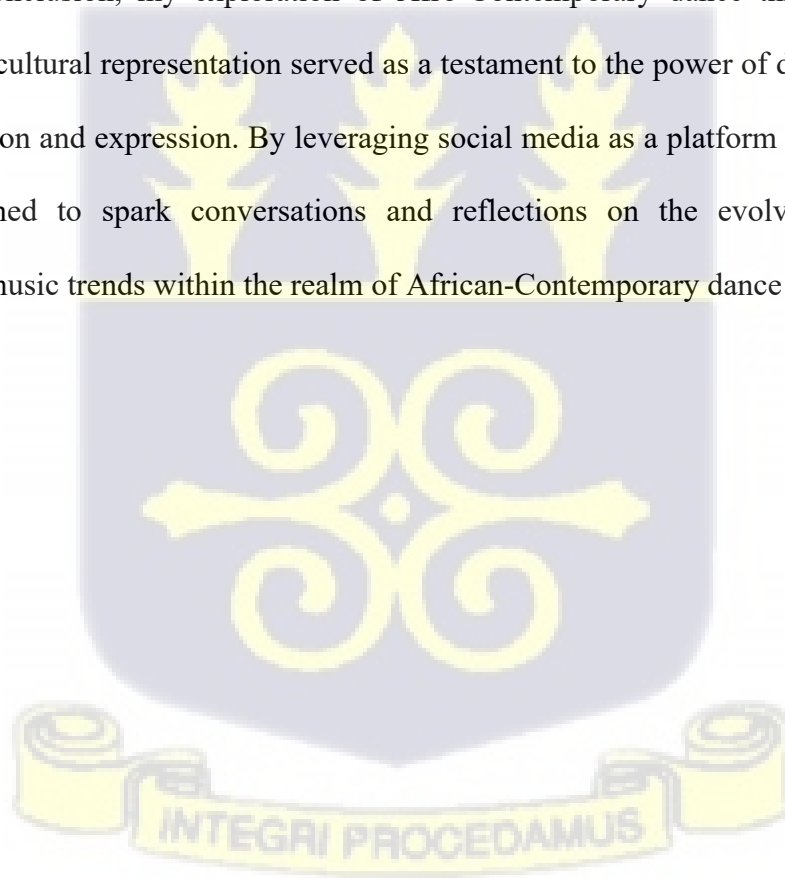 cultural representation served as a testament to the power of
on and expression. By leveraging social media as a platform
ned to spark conversations and reflections on the evolv
music trends within the realm of African-Contemporary dance
INTEGRI PROCEDAMUS